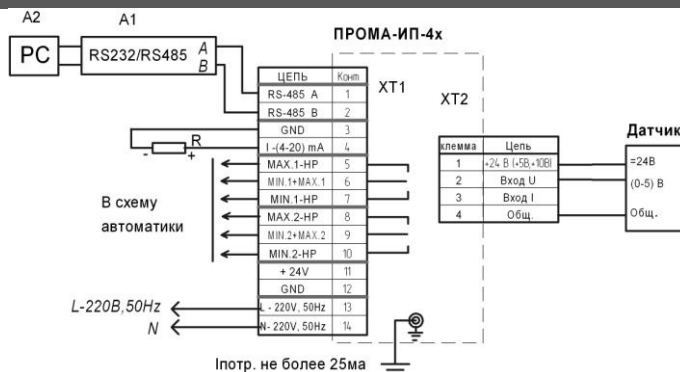 A2
A1
ПРОМА-ИП-4х
PC
RS232/RS485
A
B
XT1
XT2
ЦЕПЬ Конт
RS-485 A 1
RS-485 B 2
GND 3
I -(4-20) mA 4
MAX.1-HP 5
MIN.1+MAX.1 6
MIN.1-HP 7
MAX.2-HP 8
MIN.2+MAX.2 9
MIN.2-HP 10
+ 24V 11
GND 12
L - 220V, 50Hz 13
N- 220V, 50Hz 14
- R +
В схему
автоматики
L-220В,50Hz
N
клемма Цепь
1 +24 В (+5В,+10В)
2 Вход U
3 Вход I
4 Общ.
Датчик
=24В
(0-5) В
Общ.
Iпотр. не более 25ма